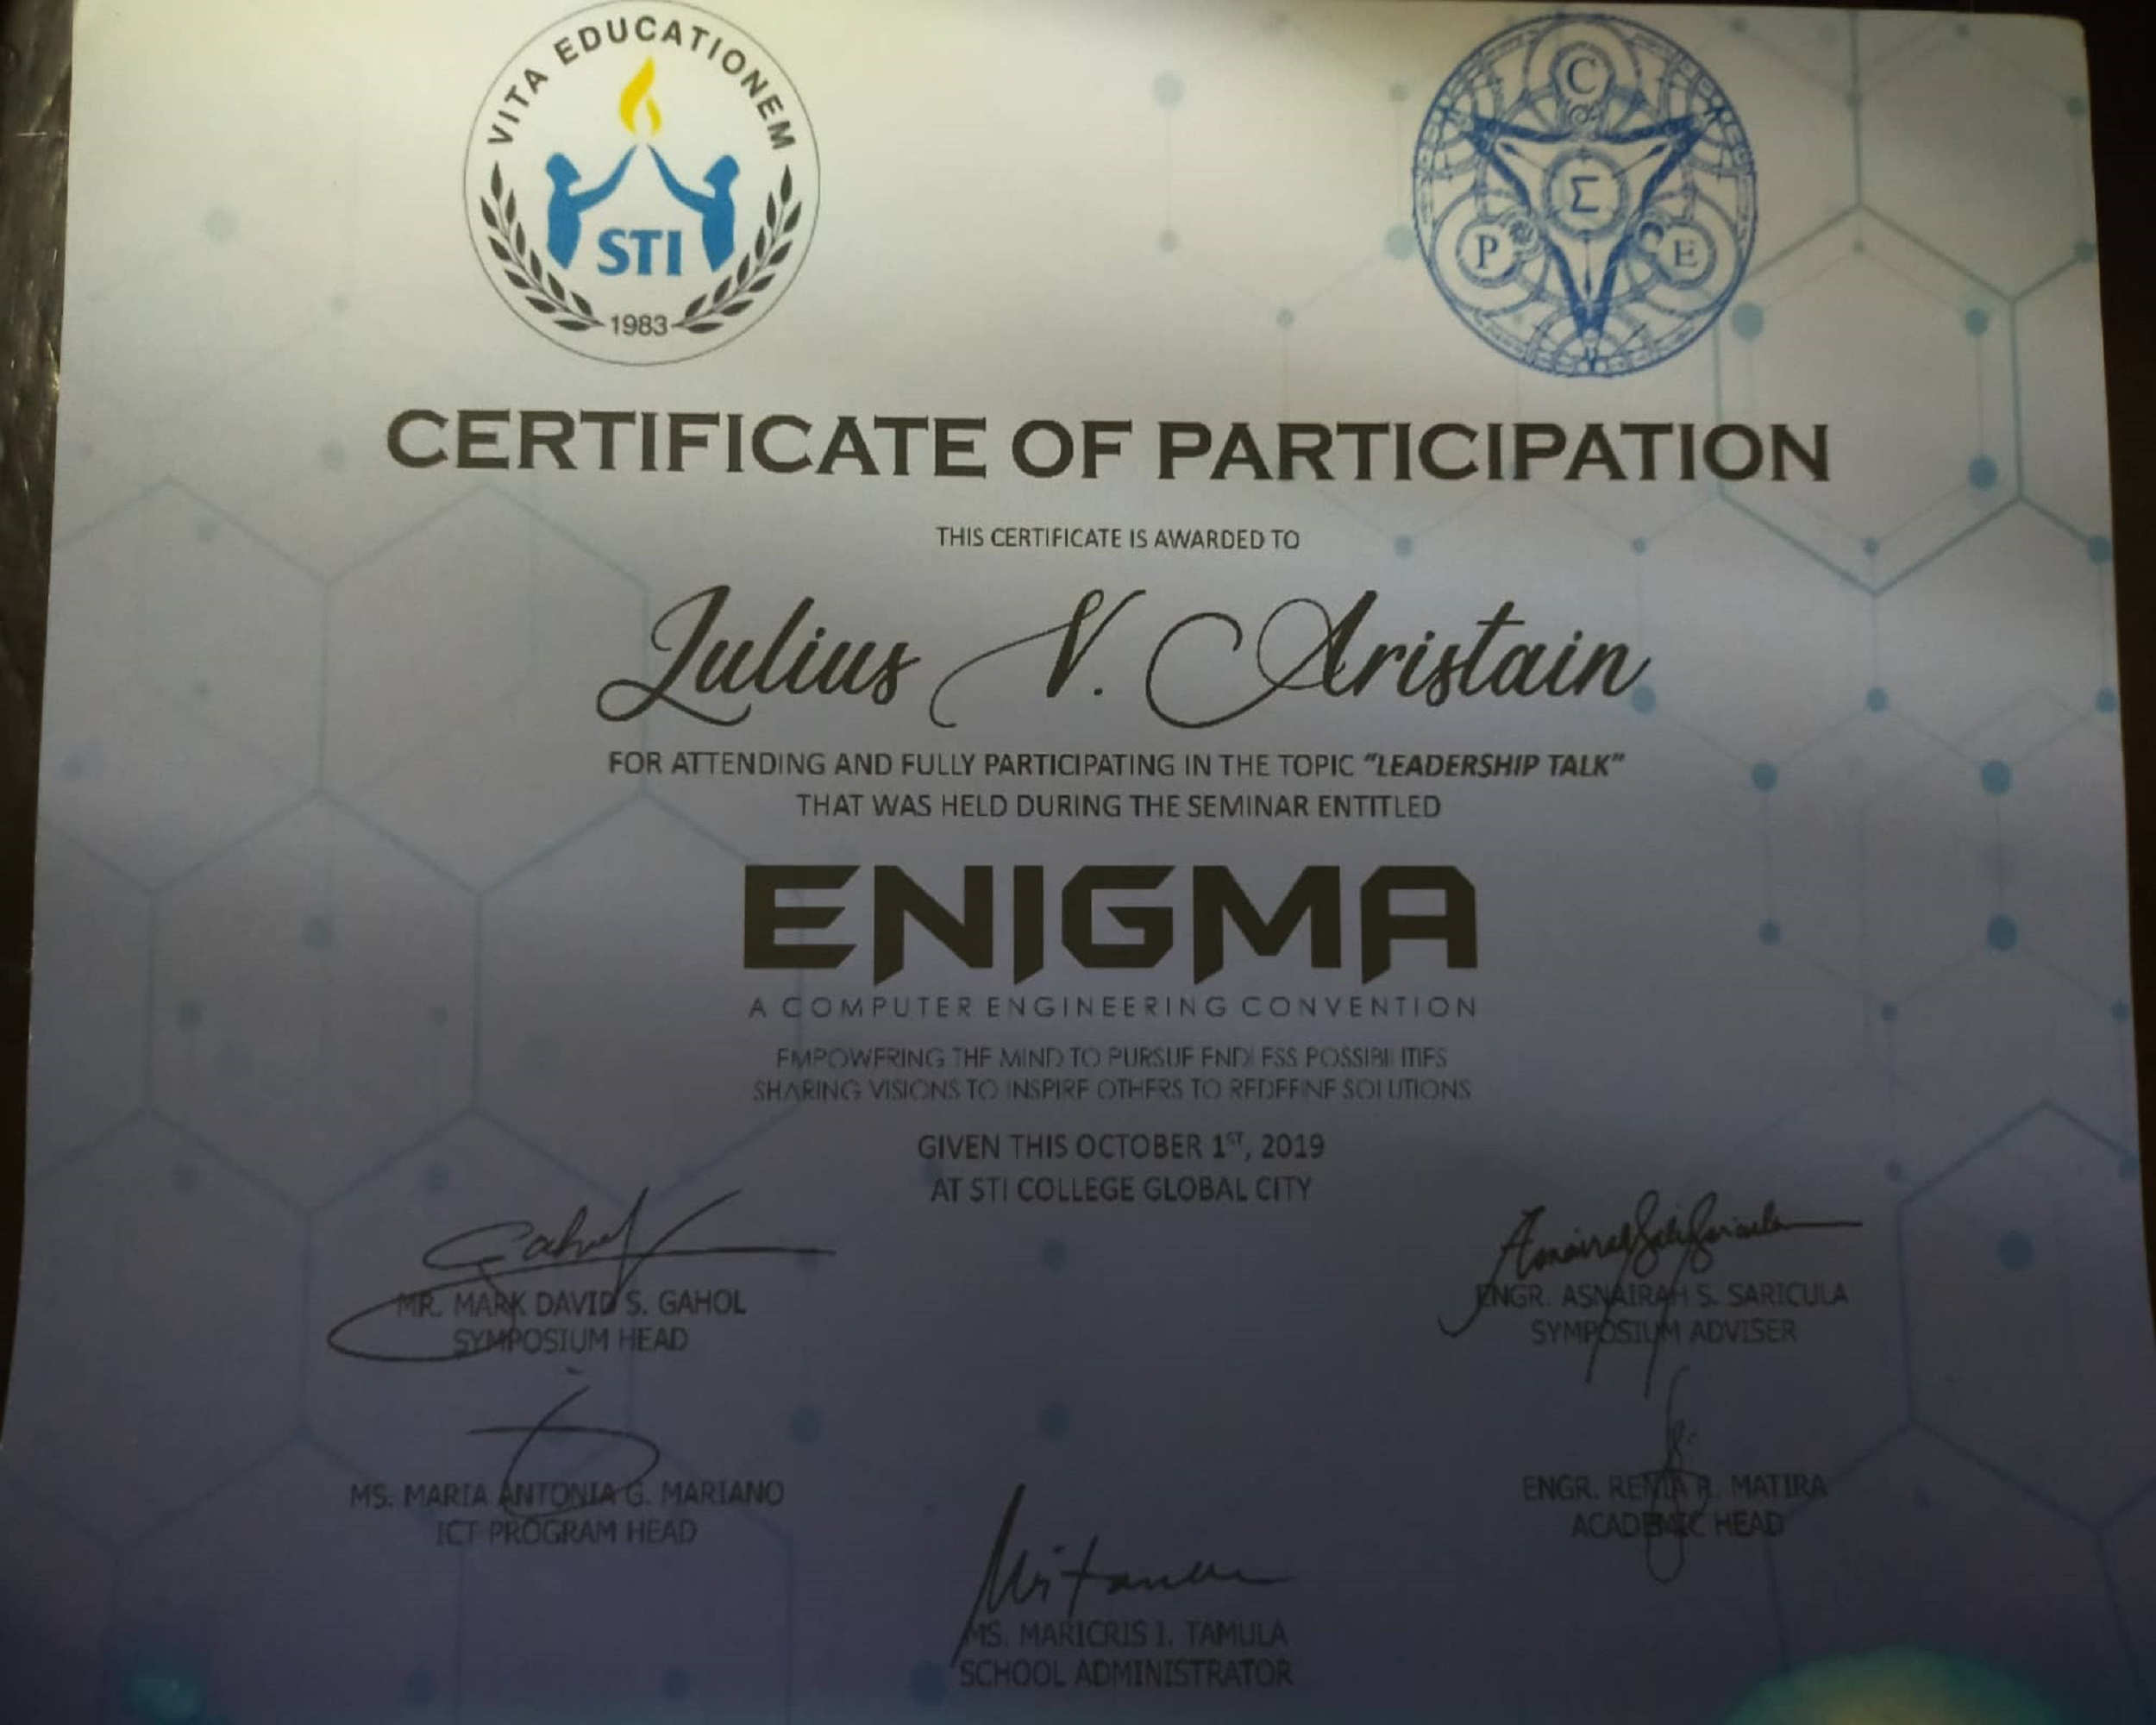 VITA EDUCATIONEM
STI
1983
C
Σ
P E
CERTIFICATE OF PARTICIPATION
THIS CERTIFICATE IS AWARDED TO
Julius V. Aristain
FOR ATTENDING AND FULLY PARTICIPATING IN THE TOPIC "LEADERSHIP TALK"
THAT WAS HELD DURING THE SEMINAR ENTITLED
ENIGMA
A COMPUTER ENGINEERING CONVENTION
EMPOWERING THE MIND TO PURSUE ENDLESS POSSIBILITIES
SHARING VISIONS TO INSPIRE OTHERS TO REDEFINE SOLUTIONS
GIVEN THIS OCTOBER 1ST, 2019
AT STI COLLEGE GLOBAL CITY
MR. MARK DAVID S. GAHOL
SYMPOSIUM HEAD
ENGR. ASNAIRAH S. SARICULA
SYMPOSIUM ADVISER
MS. MARIA ANTONIA G. MARIANO
ICT PROGRAM HEAD
ENGR. RENIA R. MATIRA
ACADEMIC HEAD
MS. MARICRIS I. TAMULA
SCHOOL ADMINISTRATOR